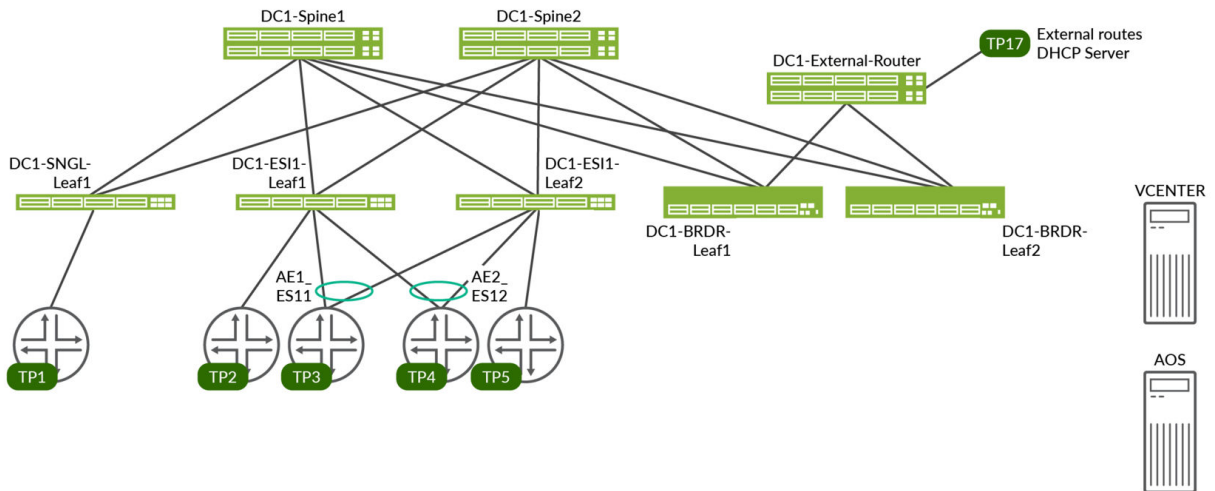 DC1-Spine1
DC1-Spine2
TP17
External routes
DHCP Server
DC1-External-Router
DC1-SNGL-
Leaf1
DC1-ESI1-
Leaf1
DC1-ESI1-
Leaf2
DC1-BRDR-
Leaf1
DC1-BRDR-
Leaf2
VCENTER
AE1_
ES11
AE2_
ES12
TP1
TP2
TP3
TP4
TP5
AOS